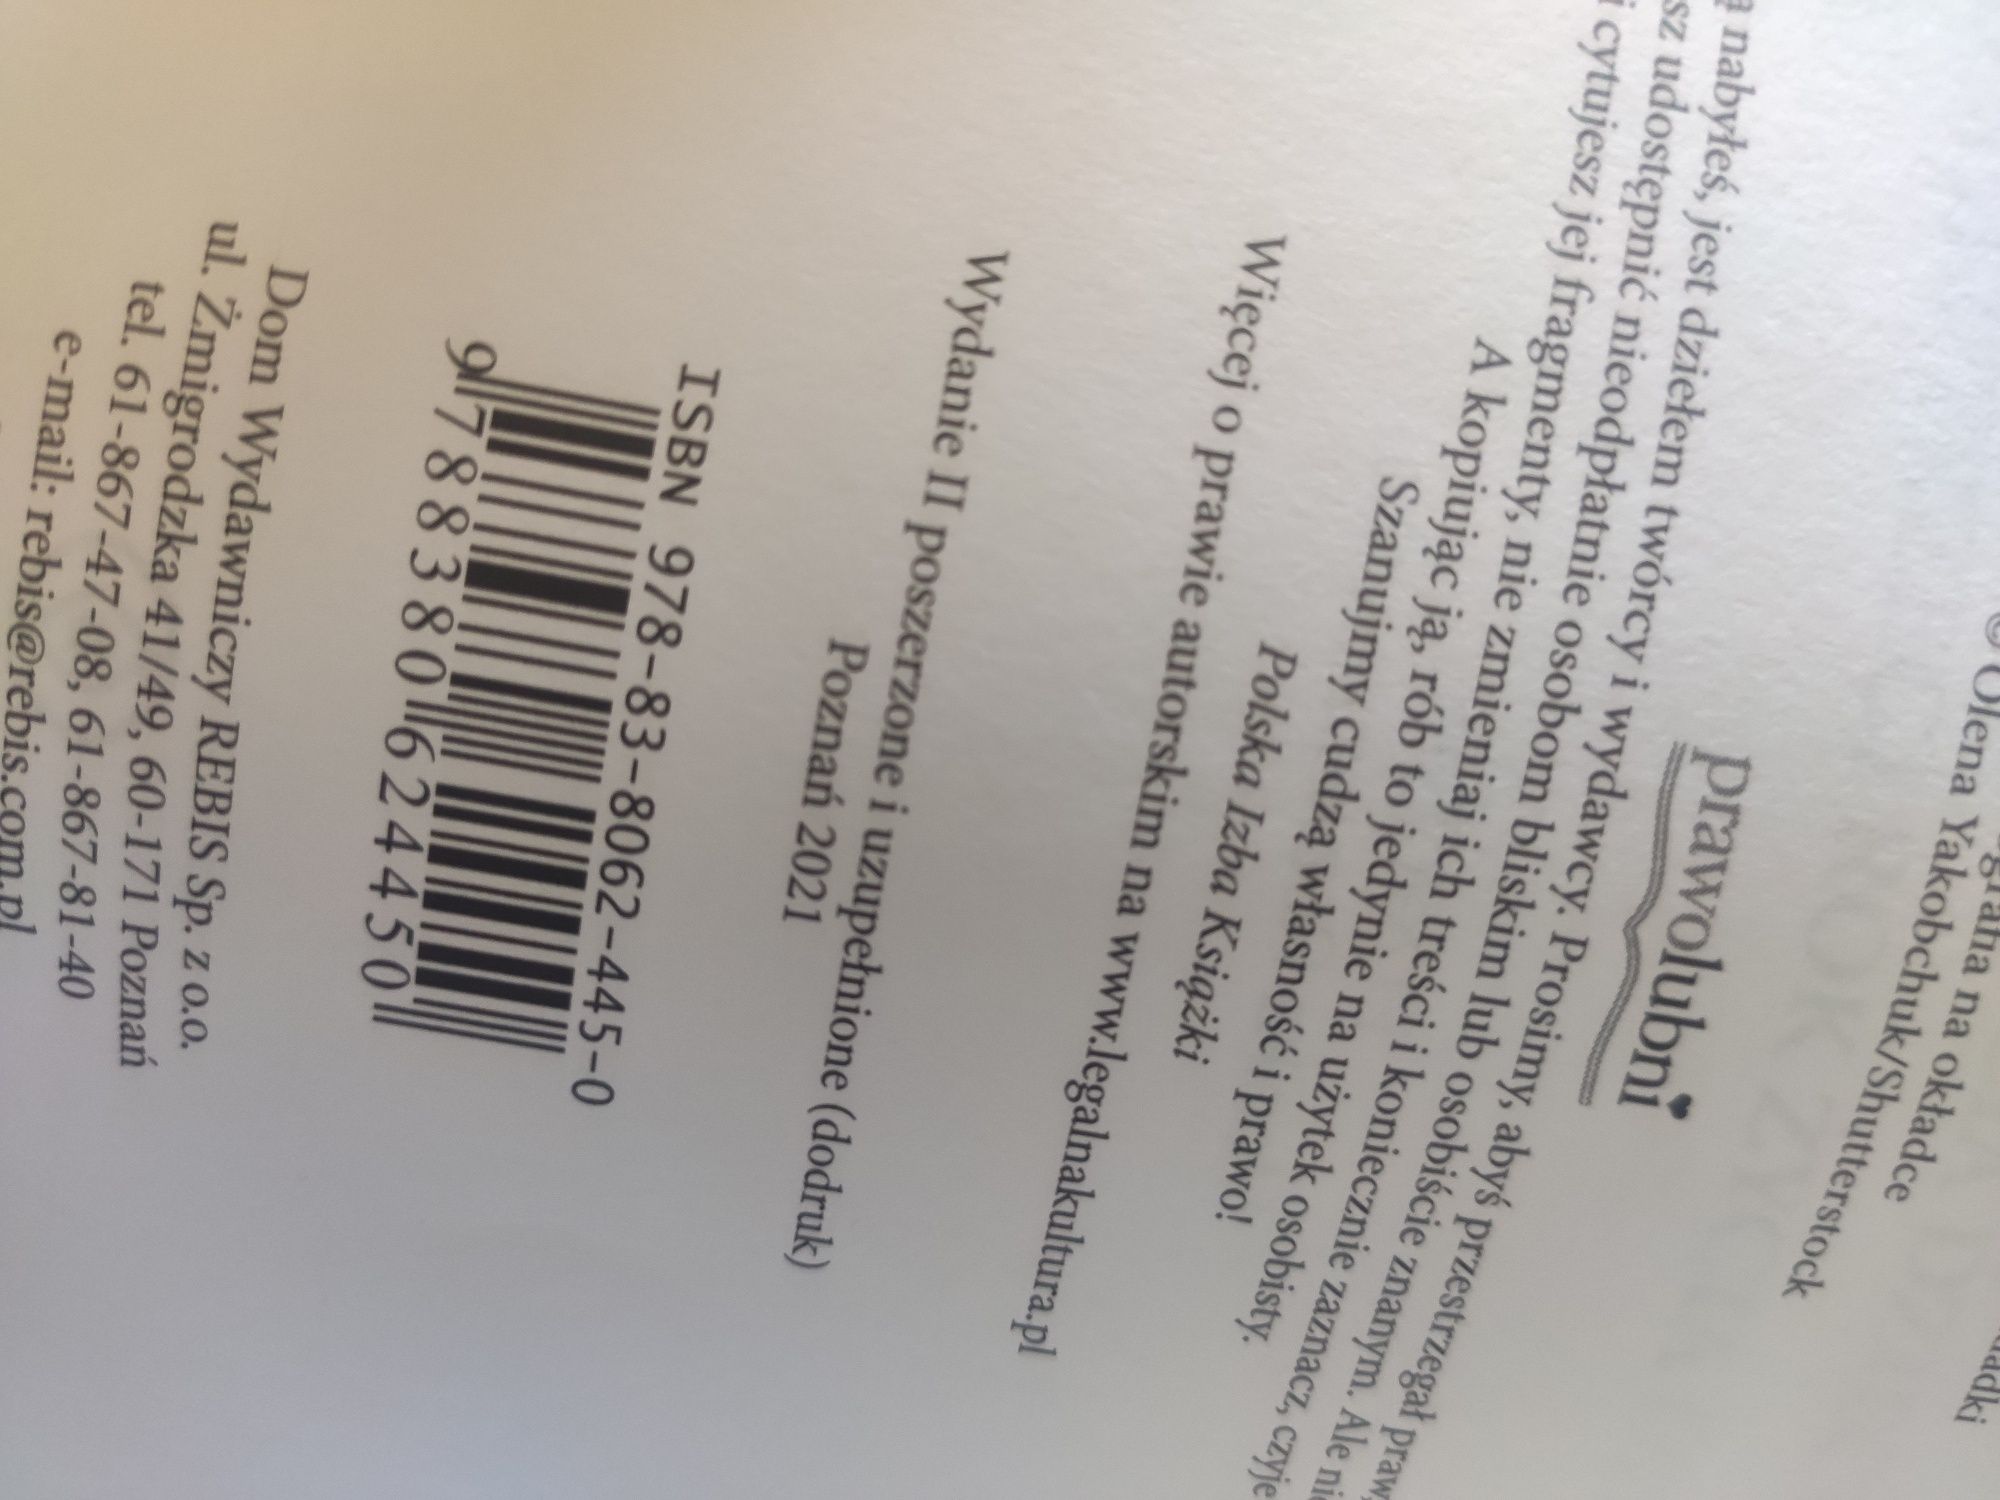 na okładce
© Olena Yakobchuk/Shutterstock
prawolubni
nabyłeś, jest dziełem twórcy i wydawcy. Prosimy, abyś przestrzegał
udostępnić nieodpłatnie osobom bliskim lub osobiście znanym. Ale
i cytujesz jej fragmenty, nie zmieniaj ich treści i koniecznie zaznacz, czyje
A kopiując ją, rób to jedynie na użytek osobisty.
Szanujmy cudzą własność i prawo!
Polska Izba Książki
Więcej o prawie autorskim na www.legalnakultura.pl
Wydanie II poszerzone i uzupełnione (dodruk)
Poznań 2021
ISBN 978-83-8062-445-0
9 788380 624450
Dom Wydawniczy REBIS Sp. z o.o.
ul. Żmigrodzka 41/49, 60-171 Poznań
tel. 61-867-47-08, 61-867-81-40
e-mail: rebis@rebis.com.pl